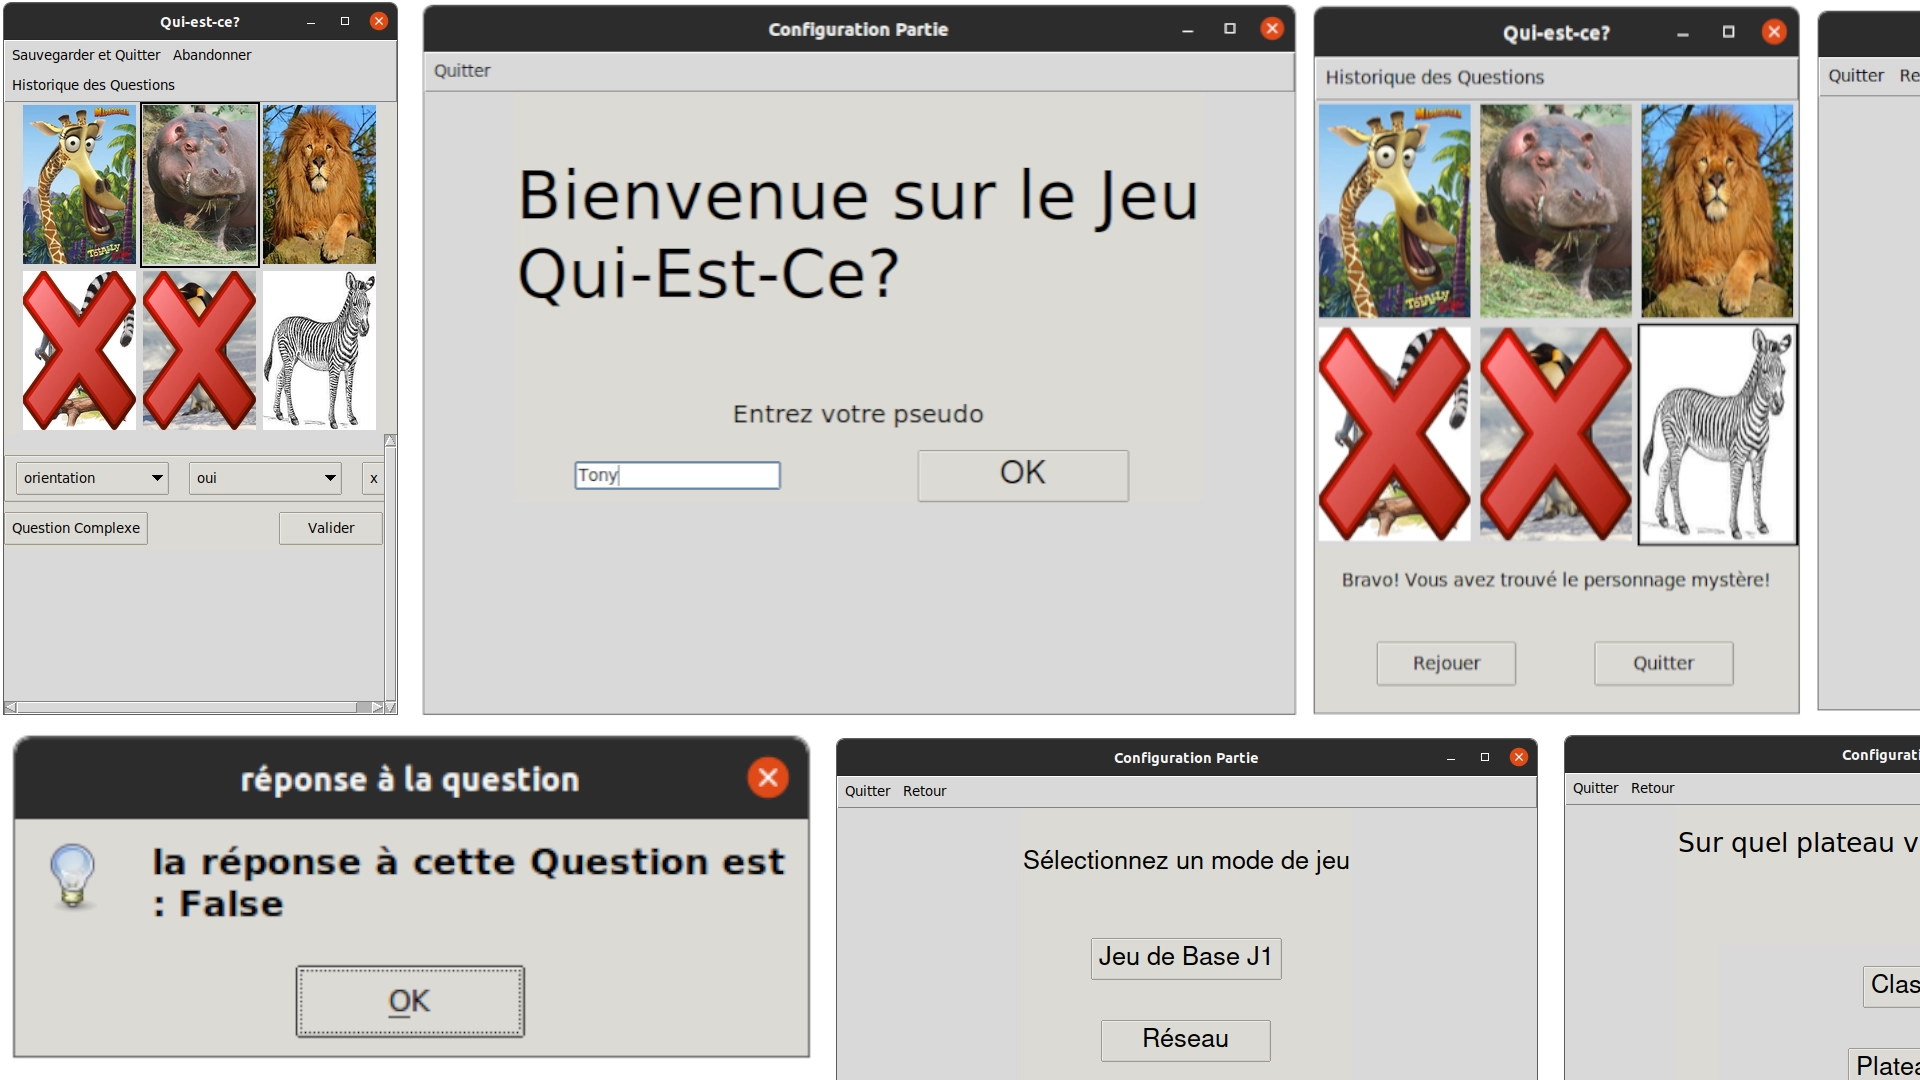 Qui-est-ce?
Sauvegarder et Quitter Abandonner
Historique des Questions
orientation
oui
x
Question Complexe
Valider
Configuration Partie
Quitter
Bienvenue sur le Jeu
Qui-Est-Ce?
Entrez votre pseudo
Tony
OK
Qui-est-ce?
Historique des Questions
Bravo! Vous avez trouvé le personnage mystère!
Rejouer
Quitter
Quitter Re
réponse à la question
la réponse à cette Question est
: False
OK
Configuration Partie
Quitter Retour
Sélectionnez un mode de jeu
Jeu de Base J1
Réseau
Configurati
Quitter Retour
Sur quel plateau v
Clas
Platea